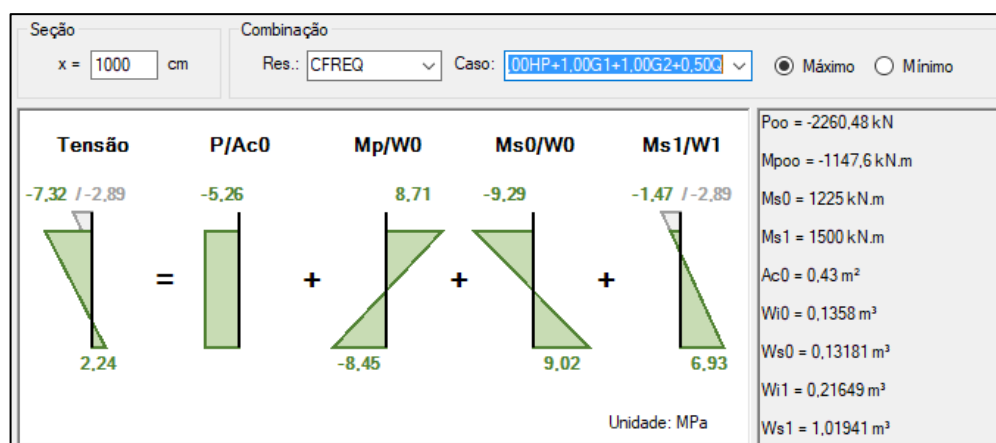 Seção
Combinação
x = 1000 cm
Res.: CFREQ
Caso: ,00HP+1,00G1+1,00G2+0,50Q
Máximo
Mínimo
Tensão P/Ac0 Mp/W0 Ms0/W0 Ms1/W1
-7,32 / -2,89 -5,26 8,71 -9,29 -1,47 / -2,89
= + + +
2,24 -8,45 9,02 6,93
Unidade: MPa
Poo = -2260,48 kN
Mpoo = -1147,6 kN.m
Ms0 = 1225 kN.m
Ms1 = 1500 kN.m
Ac0 = 0,43 m²
Wi0 = 0,1358 m³
Ws0 = 0,13181 m³
Wi1 = 0,21649 m³
Ws1 = 1,01941 m³